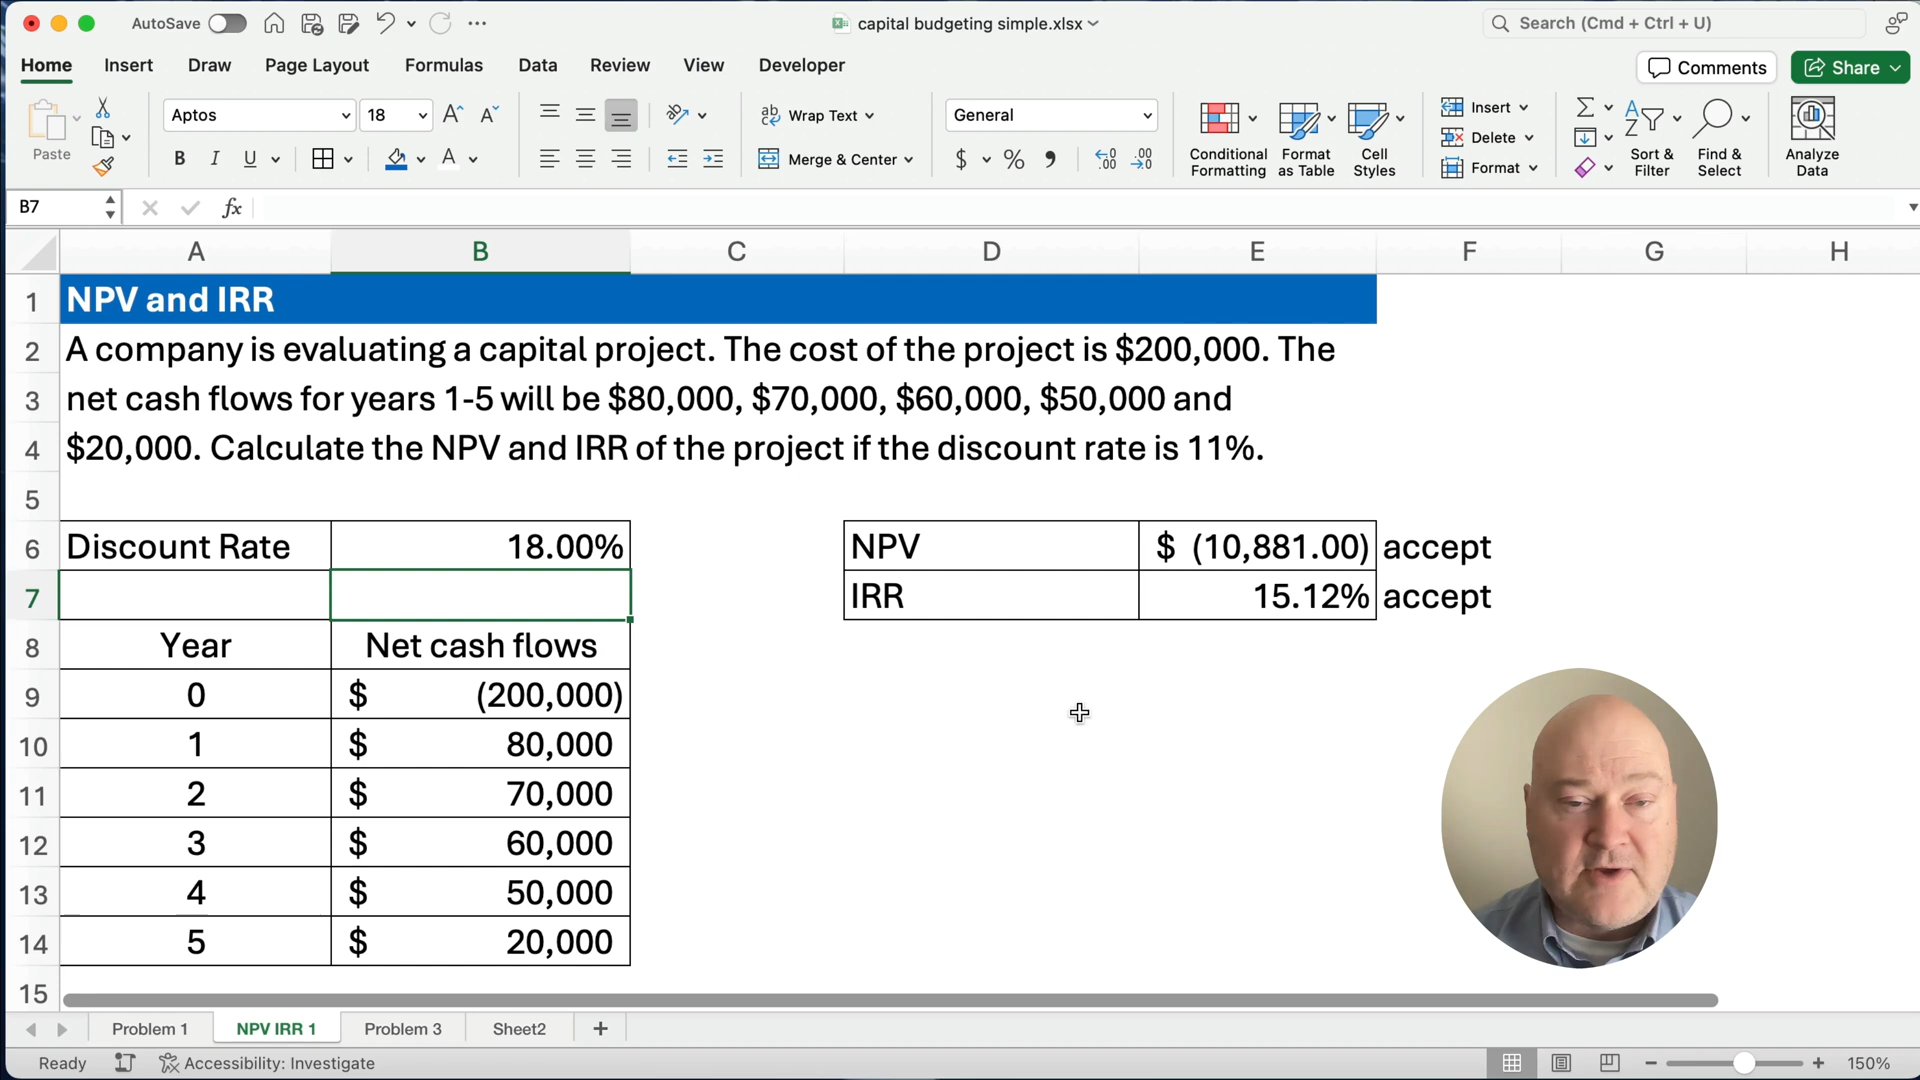 AutoSave
capital budgeting simple.xlsx
Search (Cmd + Ctrl + U)
Home Insert Draw Page Layout Formulas Data Review View Developer
Comments Share
Paste
Aptos 18
Wrap Text
Merge & Center
General
Conditional Formatting
Format as Table
Cell Styles
Insert
Delete
Format
Sort & Filter
Find & Select
Analyze Data
B7 fx
A B C D E F G H
1 NPV and IRR
2 A company is evaluating a capital project. The cost of the project is $200,000. The
3 net cash flows for years 1-5 will be $80,000, $70,000, $60,000, $50,000 and
4 $20,000. Calculate the NPV and IRR of the project if the discount rate is 11%.
5
6 Discount Rate 18.00% NPV $ (10,881.00) accept
7 IRR 15.12% accept
8 Year Net cash flows
9 0 $ (200,000)
10 1 $ 80,000
11 2 $ 70,000
12 3 $ 60,000
13 4 $ 50,000
14 5 $ 20,000
15
Problem 1 NPV IRR 1 Problem 3 Sheet2 +
Ready Accessibility: Investigate 150%